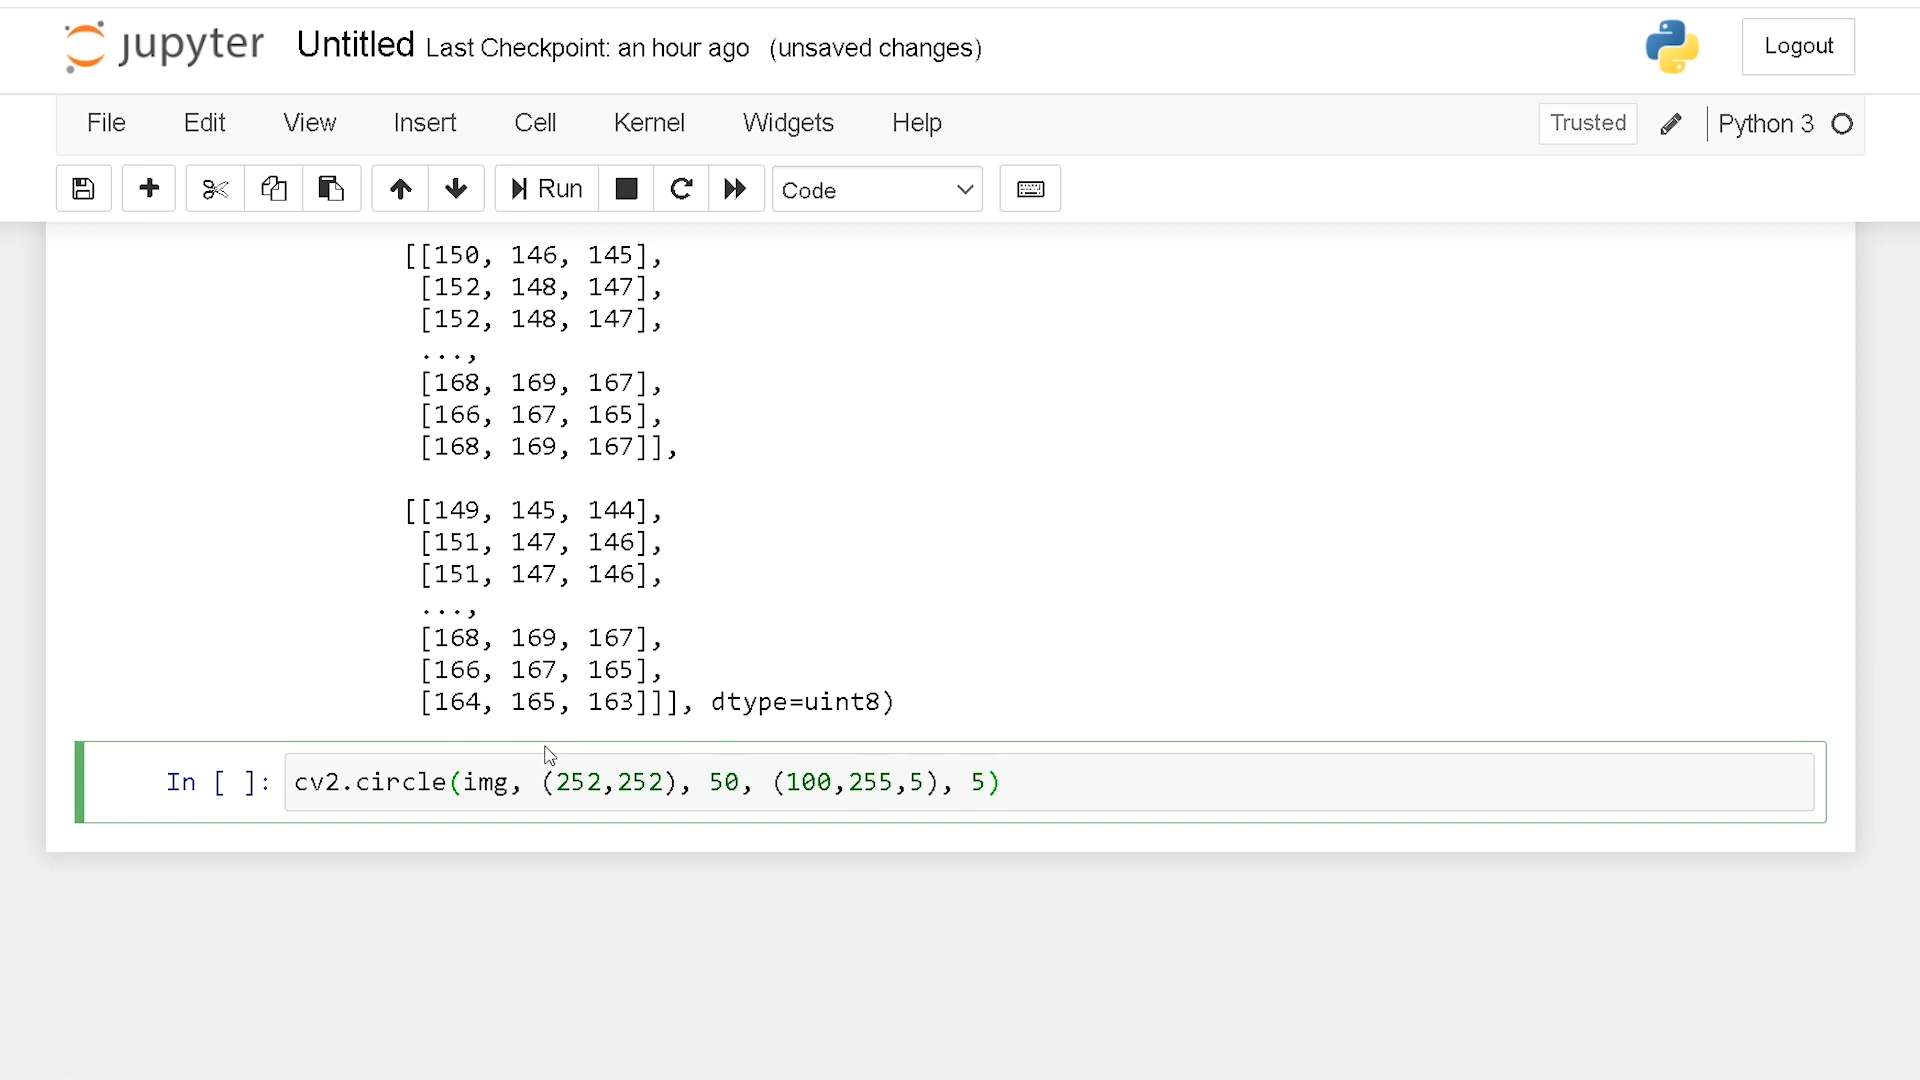 jupyter Untitled Last Checkpoint: an hour ago (unsaved changes) Logout
File Edit View Insert Cell Kernel Widgets Help Trusted Python 3
Run Code
[[150, 146, 145],
[152, 148, 147],
[152, 148, 147],
...,
[168, 169, 167],
[166, 167, 165],
[168, 169, 167]],
[[149, 145, 144],
[151, 147, 146],
[151, 147, 146],
...,
[168, 169, 167],
[166, 167, 165],
[164, 165, 163]]], dtype=uint8)
In [ ]: cv2.circle(img, (252,252), 50, (100,255,5), 5)